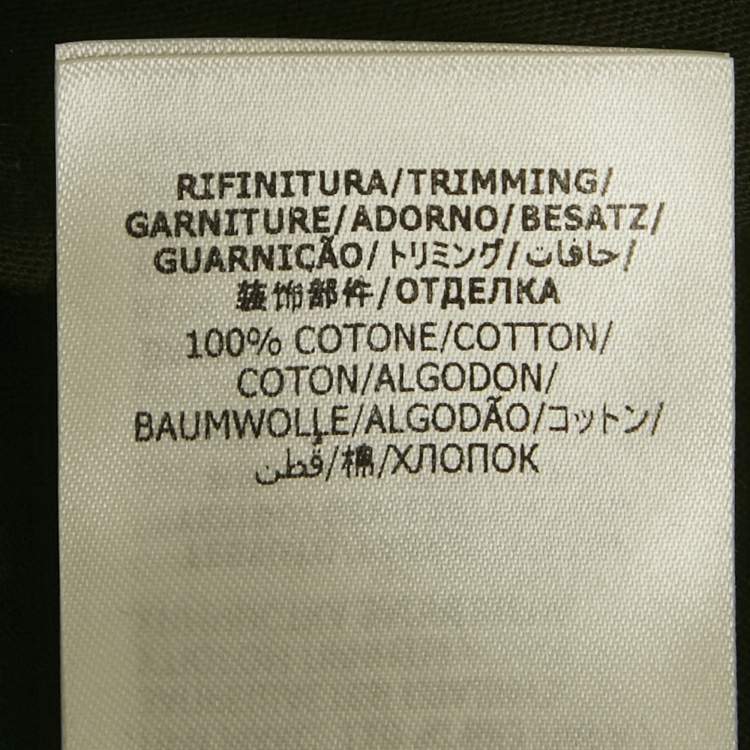 RIFINITURA/TRIMMING/
GARNITURE/ADORNO/BESATZ/
GUARNIÇÃO/トリミング/حافات/
装饰部件/ОТДЕЛКА
100% COTONE/COTTON/
COTON/ALGODON/
BAUMWOLLE/ALGODÃO/コットン/
قطن/棉/ХЛОПОК